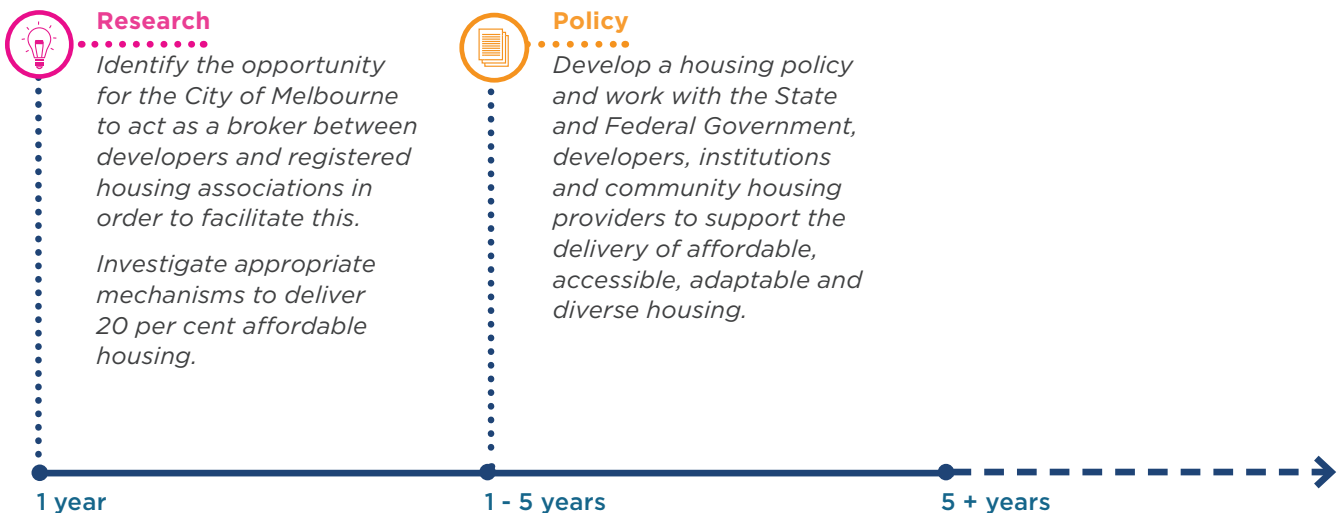 Research
Identify the opportunity
for the City of Melbourne
to act as a broker between
developers and registered
housing associations in
order to facilitate this.
Investigate appropriate
mechanisms to deliver
20 per cent affordable
housing.
Policy
Develop a housing policy
and work with the State
and Federal Government,
developers, institutions
and community housing
providers to support the
delivery of affordable,
accessible, adaptable and
diverse housing.
1 year
1 - 5 years
5 + years